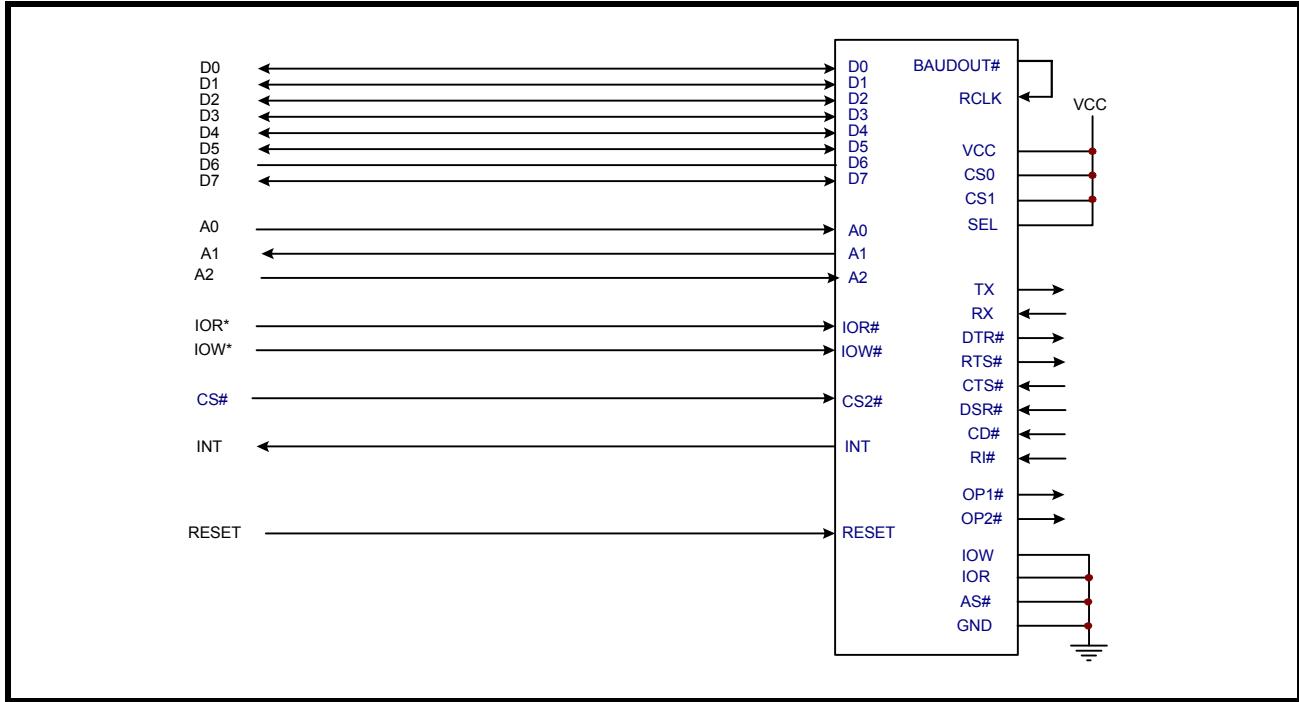 D0
D1
D2
D3
D4
D5
D6
D7
A0
A1
A2
IOR*
IOW*
CS#
INT
RESET
D0
D1
D2
D3
D4
D5
D6
D7
A0
A1
A2
IOR#
IOW#
CS2#
INT
RESET
BAUDOUT#
RCLK
VCC
VCC
CS0
CS1
SEL
TX
RX
DTR#
RTS#
CTS#
DSR#
CD#
RI#
OP1#
OP2#
IOW
IOR
AS#
GND